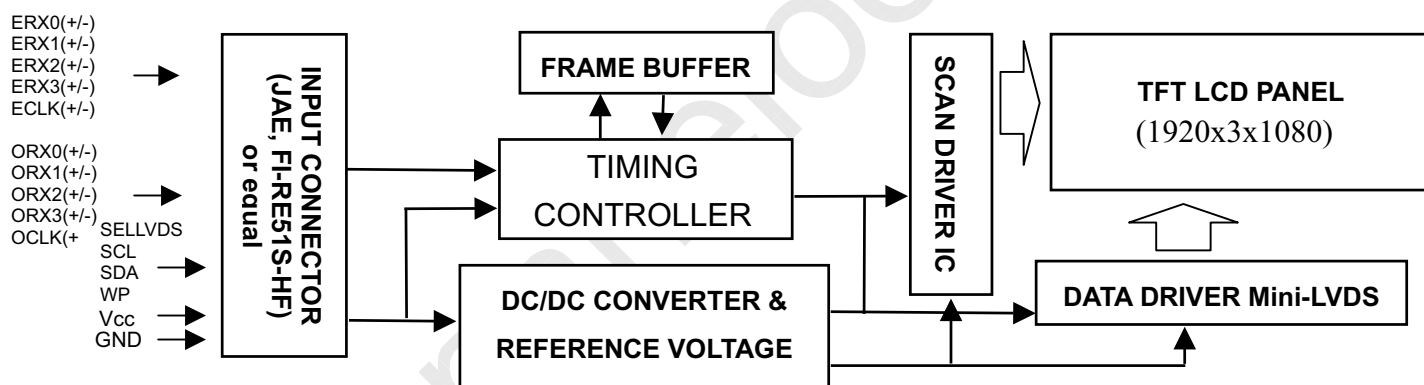 ERX0(+/-)
ERX1(+/-)
ERX2(+/-)
ERX3(+/-)
ECLK(+/-)
ORX0(+/-)
ORX1(+/-)
ORX2(+/-)
ORX3(+/-)
OCLK(+
SELLVDS
SCL
SDA
WP
Vcc
GND
INPUT CONNECTOR
(JAE, FI-RE51S-HF)
or equal
FRAME BUFFER
TIMING
CONTROLLER
DC/DC CONVERTER &
REFERENCE VOLTAGE
SCAN DRIVER IC
TFT LCD PANEL
(1920x3x1080)
DATA DRIVER Mini-LVDS